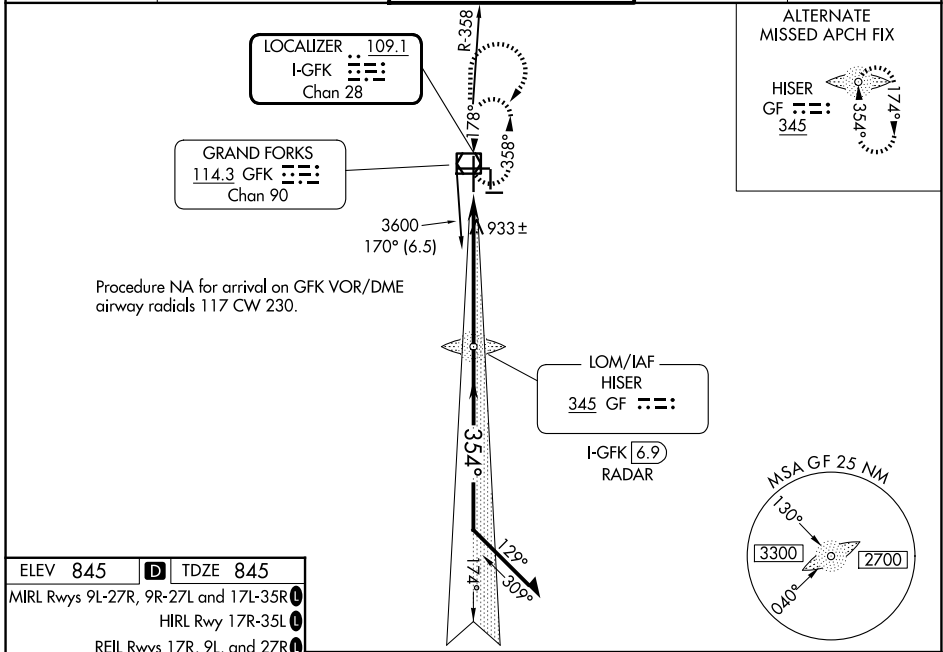 LOCALIZER 109.1
I-GFK
Chan 28
R-358
178°
358°
GRAND FORKS
114.3 GFK
Chan 90
3600
170° (6.5)
933 ±
Procedure NA for arrival on GFK VOR/DME
airway radials 117 CW 230.
ALTERNATE
MISSED APCH FIX
HISER
GF
345
354°
174°
LOM/IAF
HISER
345 GF
I-GFK 6.9
RADAR
354°
174°
129°
309°
MSA GF 25 NM
130°
3300
2700
040°
ELEV 845 D TDZE 845
MIRL Rwys 9L-27R, 9R-27L and 17L-35R L
HIRL Rwy 17R-35L L
REIL Rwys 17R, 9L, and 27R L